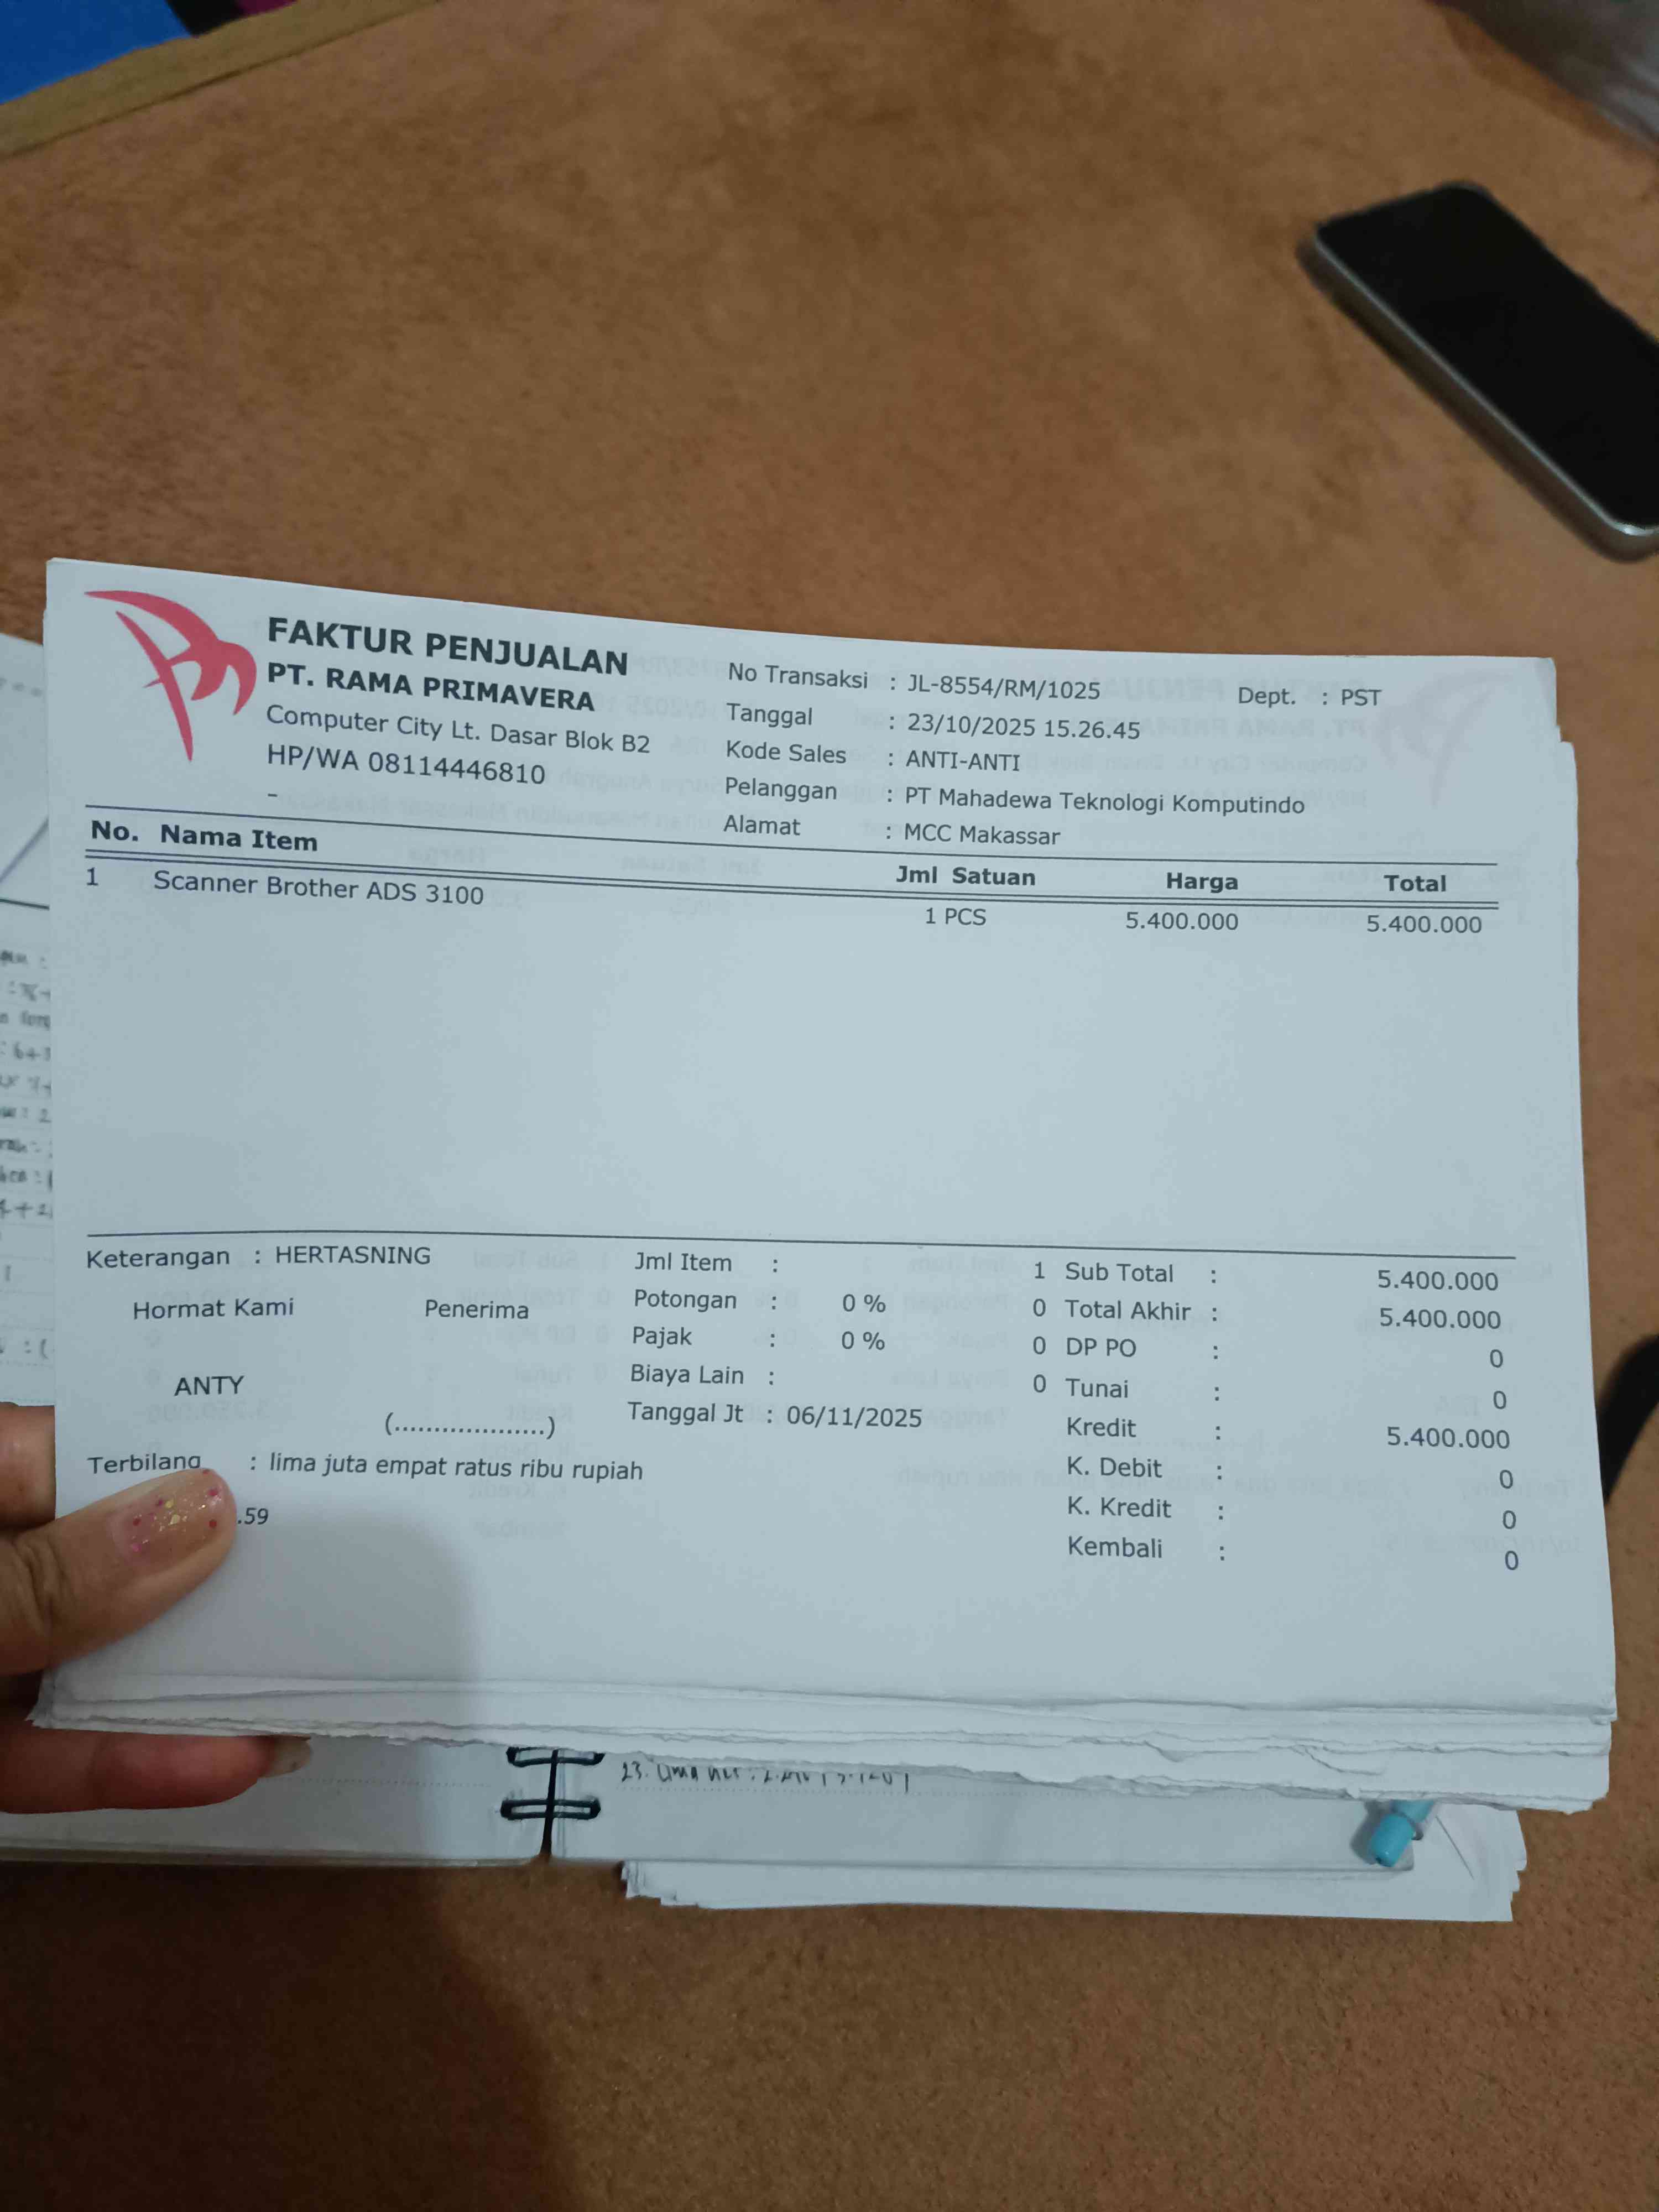 FAKTUR PENJUALAN
PT. RAMA PRIMAVERA
Computer City Lt. Dasar Blok B2
HP/WA 08114446810
-
No Transaksi : JL-8554/RM/1025 Dept. : PST
Tanggal : 23/10/2025 15.26.45
Kode Sales : ANTI-ANTI
Pelanggan : PT Mahadewa Teknologi Komputindo
Alamat : MCC Makassar
No. Nama Item Jml Satuan Harga Total
1 Scanner Brother ADS 3100 1 PCS 5.400.000 5.400.000
Keterangan : HERTASNING
Hormat Kami Penerima
ANTY
(...................)
Terbilang : lima juta empat ratus ribu rupiah
.59
Jml Item : 1
Potongan : 0 % 0
Pajak : 0 % 0
Biaya Lain : 0
Tanggal Jt : 06/11/2025
Sub Total : 5.400.000
Total Akhir : 5.400.000
DP PO : 0
Tunai : 0
Kredit : 5.400.000
K. Debit : 0
K. Kredit : 0
Kembali : 0
23.